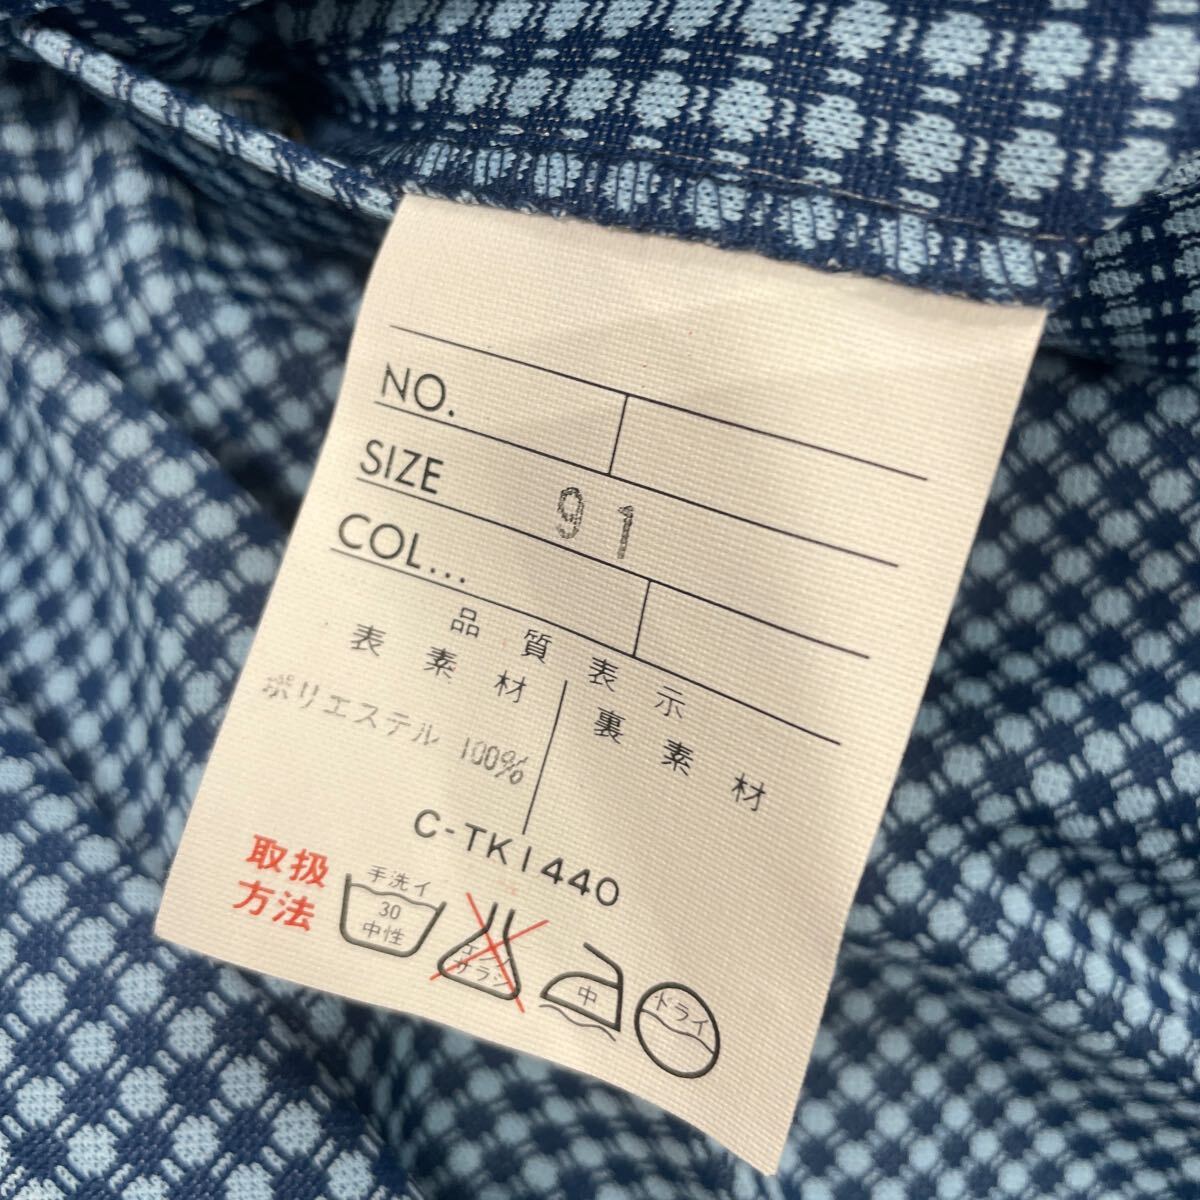 NO.
SIZE 91
COL...
品質表示
表素材 裏素材
ポリエステル 100%
C-TK1440
取扱
方法
手洗イ
30
中性
エンソ
サラシ
中
ドライ